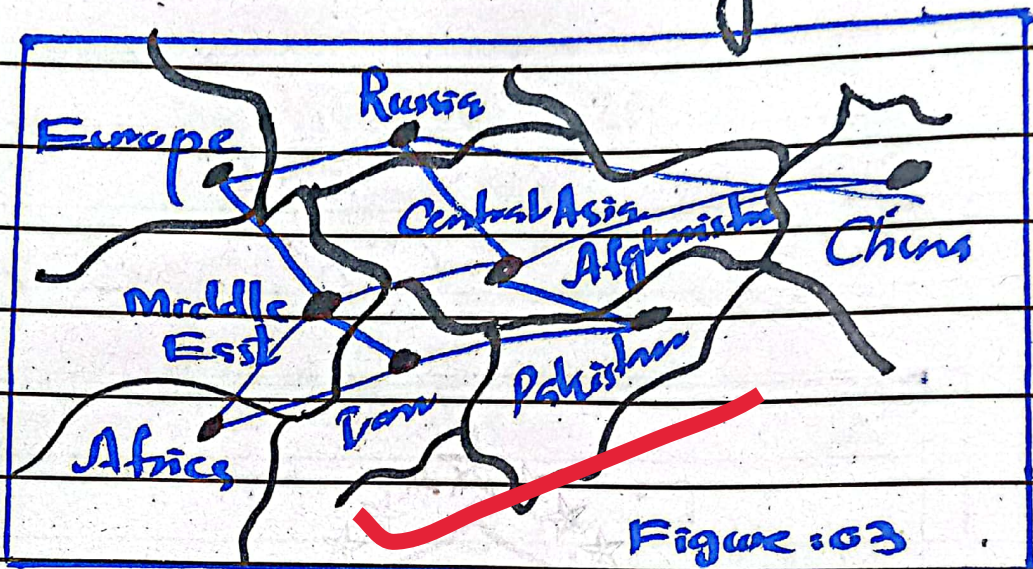 Russia
Europe
Central Asia
Afghanistan
China
Middle
East
Pakistan
Iran
Africa
Figure : 03